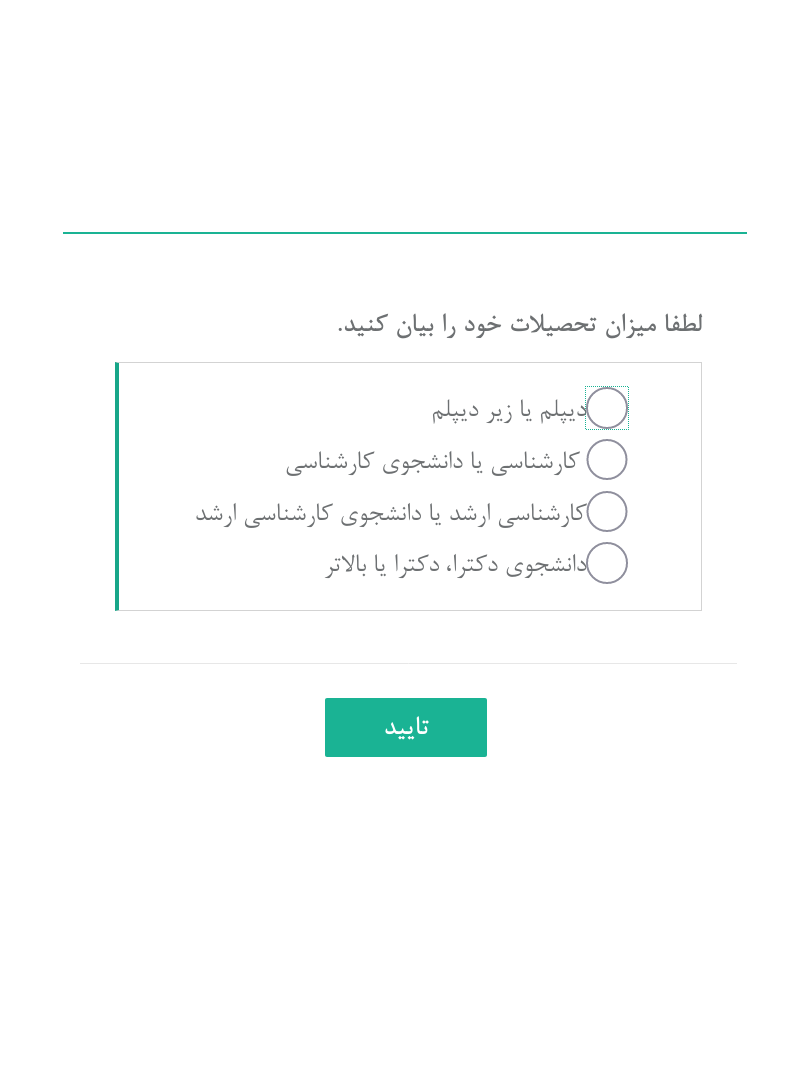 لطفا میزان تحصیلات خود را بیان کنید.
دیپلم یا زیر دیپلم
کارشناسی یا دانشجوی کارشناسی
کارشناسی ارشد یا دانشجوی کارشناسی ارشد
دانشجوی دکترا، دکترا یا بالاتر
تایید